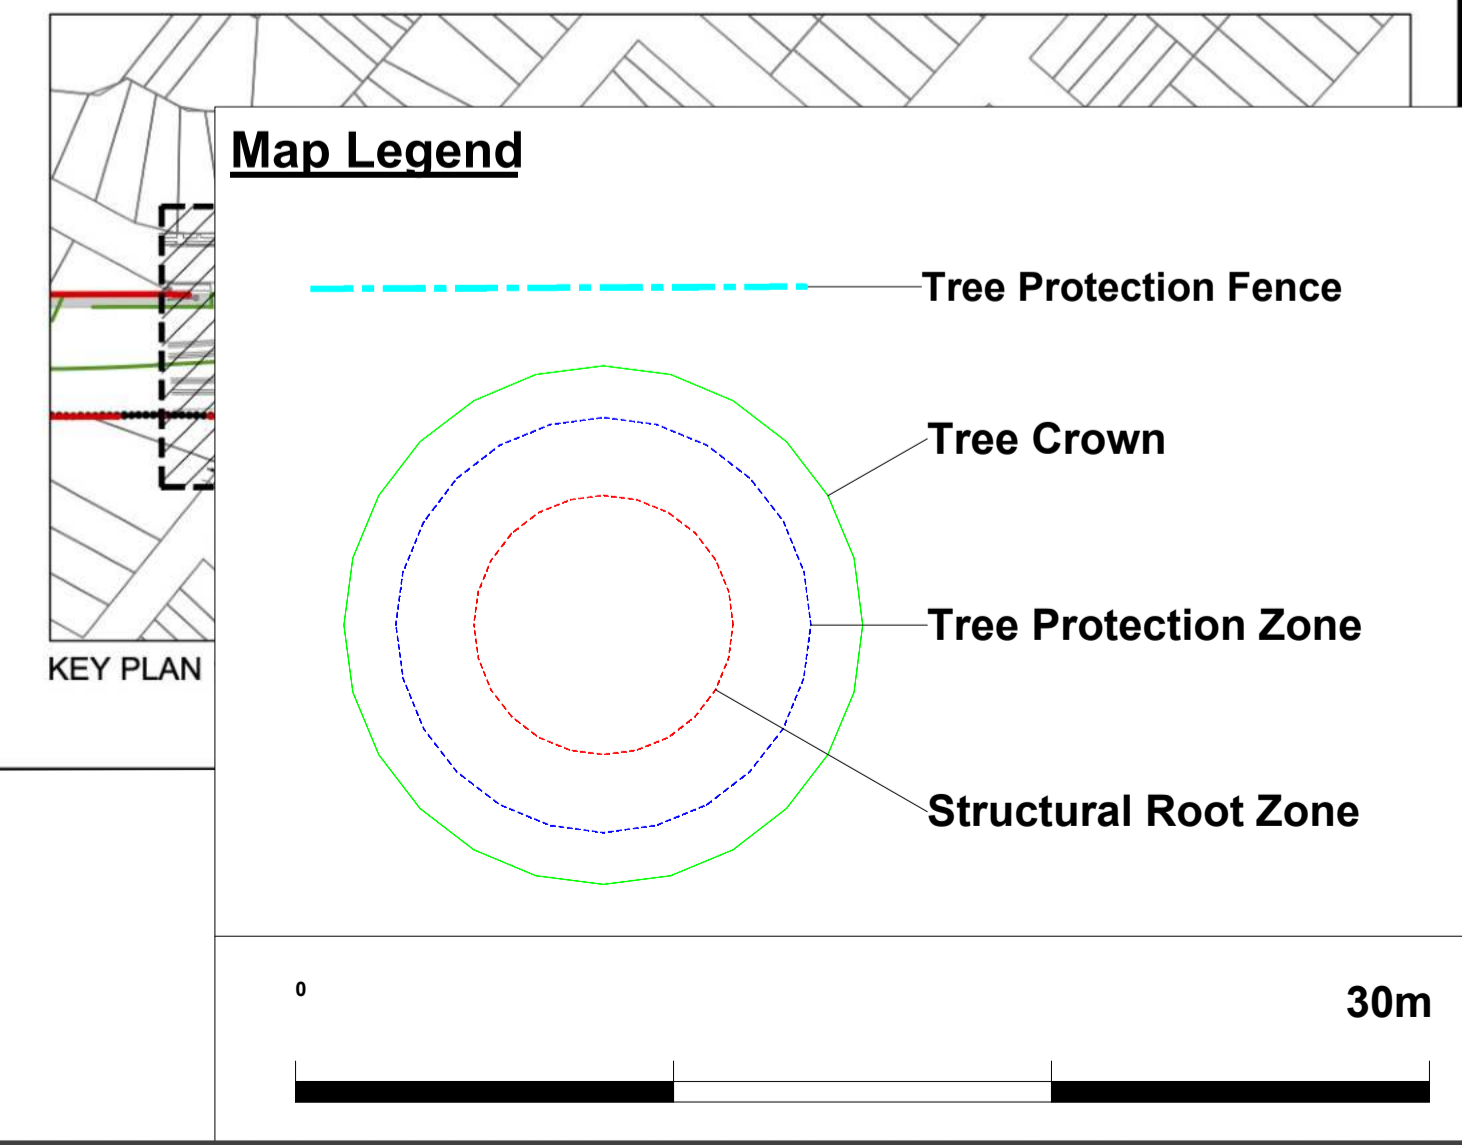 Map Legend
Tree Protection Fence
Tree Crown
Tree Protection Zone
KEY PLAN
Structural Root Zone
0
30m